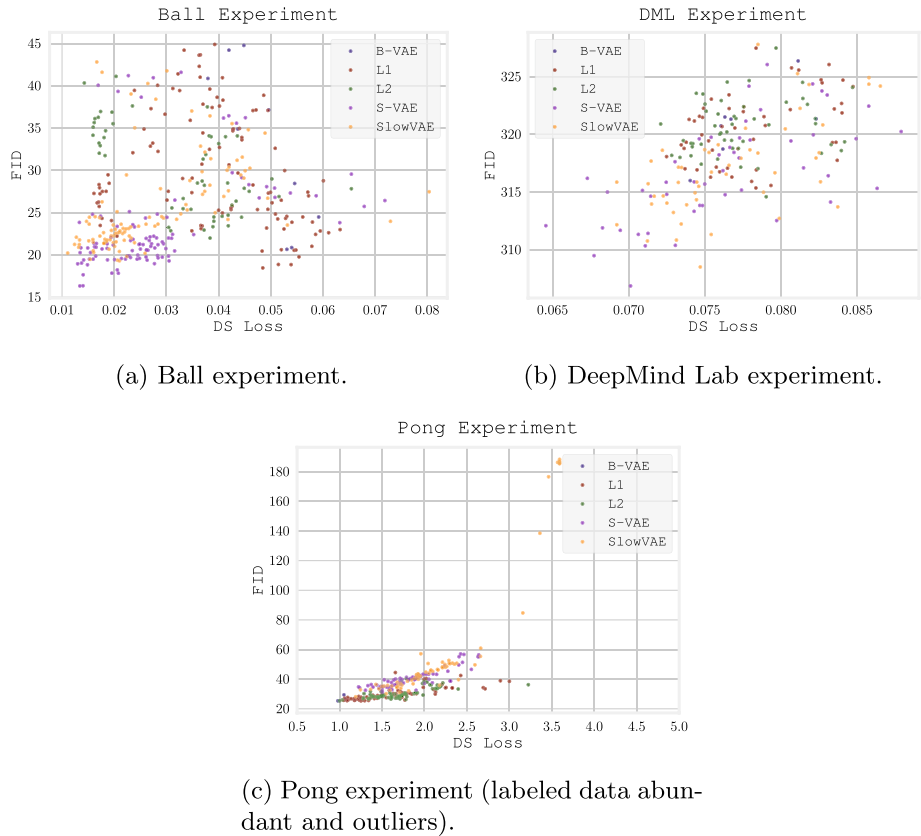 Ball Experiment
45
40
35
30
25
20
15
FID
0.01 0.02 0.03 0.04 0.05 0.06 0.07 0.08
DS Loss
B-VAE
L1
L2
S-VAE
SlowVAE
(a) Ball experiment.
DML Experiment
325
320
315
310
FID
0.065 0.070 0.075 0.080 0.085
DS Loss
B-VAE
L1
L2
S-VAE
SlowVAE
(b) DeepMind Lab experiment.
Pong Experiment
180
160
140
120
100
80
60
40
20
FID
0.5 1.0 1.5 2.0 2.5 3.0 3.5 4.0 4.5 5.0
DS Loss
B-VAE
L1
L2
S-VAE
SlowVAE
(c) Pong experiment (labeled data abun-
dant and outliers).